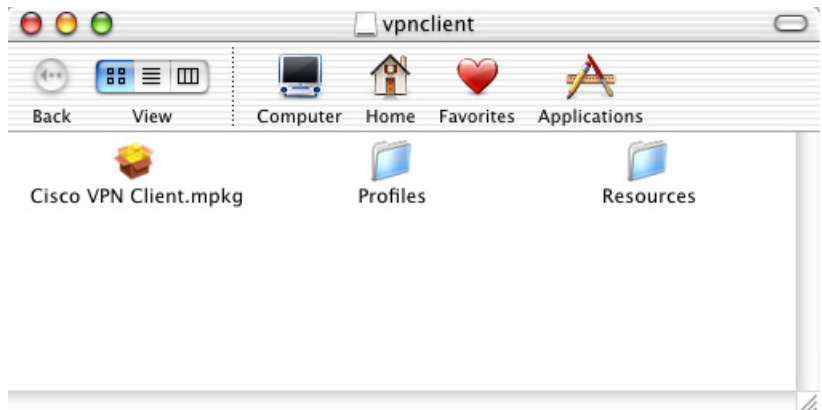 vpnclient
Back View Computer Home Favorites Applications
Cisco VPN Client.mpkg Profiles Resources